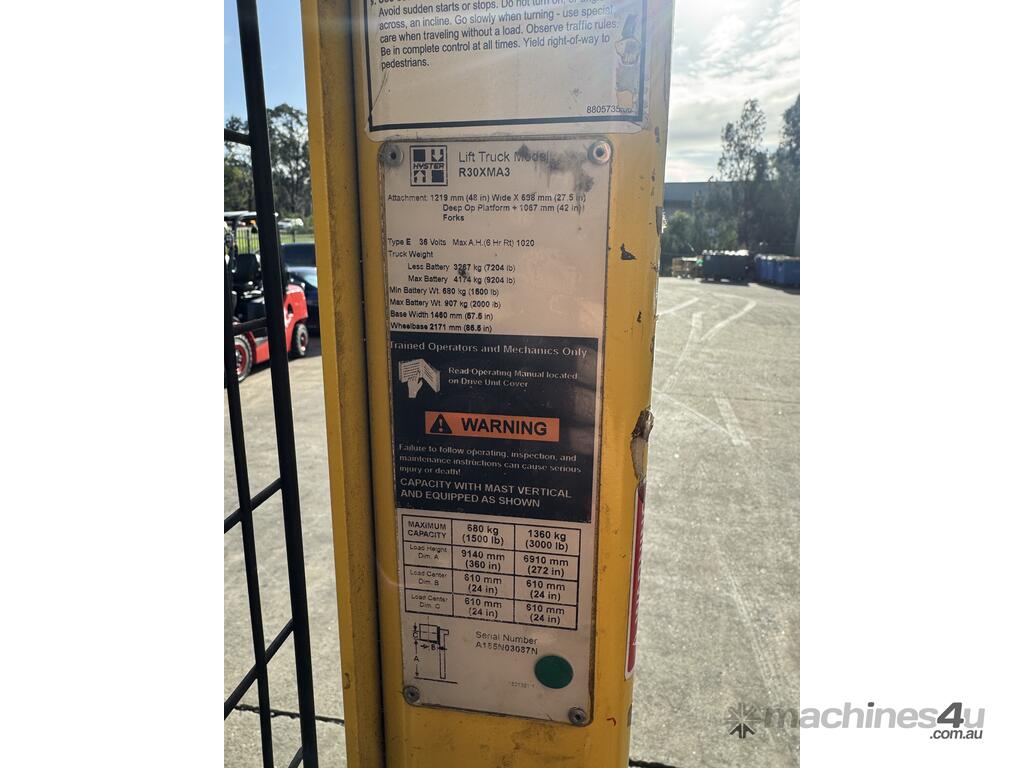 Avoid sudden starts or stops. Do not turn on, or angle
across, an incline. Go slowly when turning - use special
care when traveling without a load. Observe traffic rules.
Be in complete control at all times. Yield right-of-way to
pedestrians.
HYSTER
Lift Truck Model
R30XMA3
Attachment: 1219 mm (48 in) Wide X 698 mm (27.5 in)
Deep Op Platform + 1067 mm (42 in)
Forks
Type E 36 Volts Max A.H.(6 Hr Rt) 1020
Truck Weight
Less Battery 3267 kg (7204 lb)
Max Battery 4174 kg (9204 lb)
Min Battery Wt. 680 kg (1500 lb)
Max Battery Wt. 907 kg (2000 lb)
Base Width 1460 mm (57.5 in)
Wheelbase 2171 mm (85.5 in)
Trained Operators and Mechanics Only
Read Operating Manual located
on Drive Unit Cover
WARNING
Failure to follow operating, inspection, and
maintenance instructions can cause serious
injury or death!
CAPACITY WITH MAST VERTICAL
AND EQUIPPED AS SHOWN
MAXIMUM CAPACITY 680 kg (1500 lb) 1360 kg (3000 lb)
Load Height Dim. A 9140 mm (360 in) 6910 mm (272 in)
Load Center Dim. B 610 mm (24 in) 610 mm (24 in)
Load Center Dim. C 610 mm (24 in) 610 mm (24 in)
C
B
A
Serial Number
A185N03087N
machines4u
.com.au